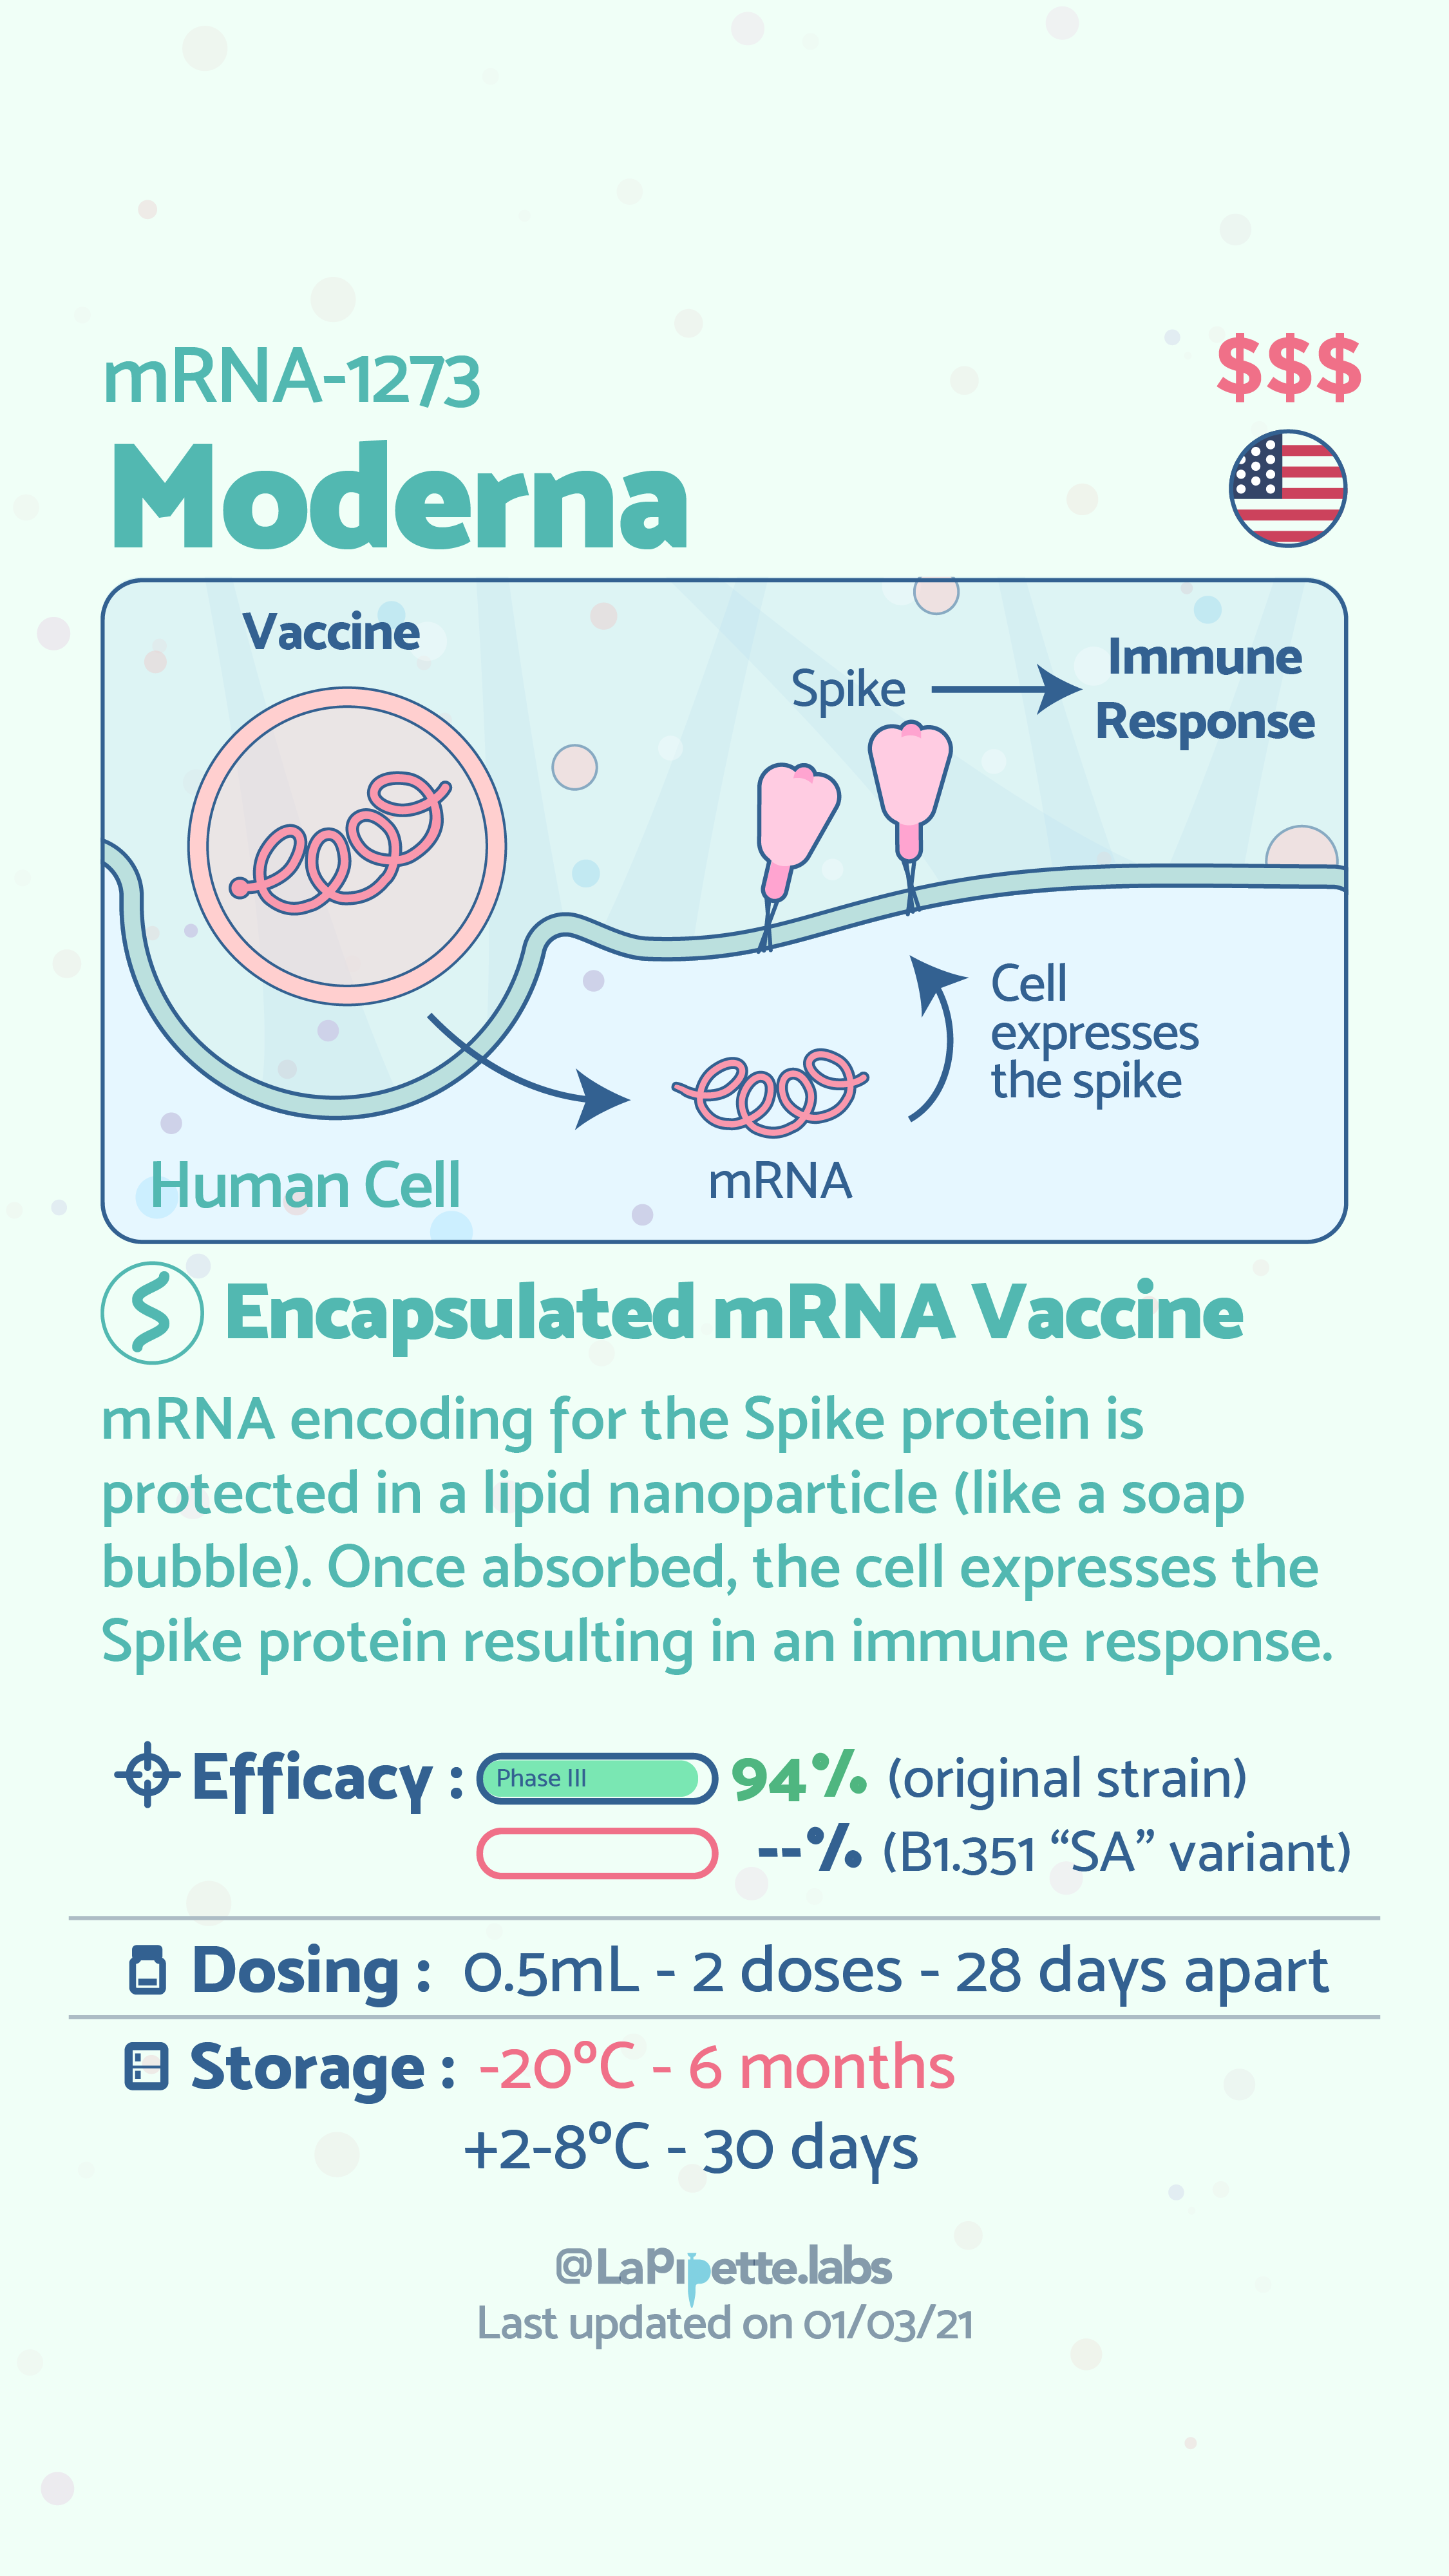 mRNA-1273
$$$
Moderna
Vaccine
Spike
Immune
Response
Cell
expresses
the spike
mRNA
Human Cell
Encapsulated mRNA Vaccine
mRNA encoding for the Spike protein is
protected in a lipid nanoparticle (like a soap
bubble). Once absorbed, the cell expresses the
Spike protein resulting in an immune response.
Efficacy : Phase III 94% (original strain)
--% (B1.351 “SA” variant)
Dosing : 0.5mL - 2 doses - 28 days apart
Storage : -20ºC - 6 months
+2-8ºC - 30 days
@LaPipette.labs
Last updated on 01/03/21